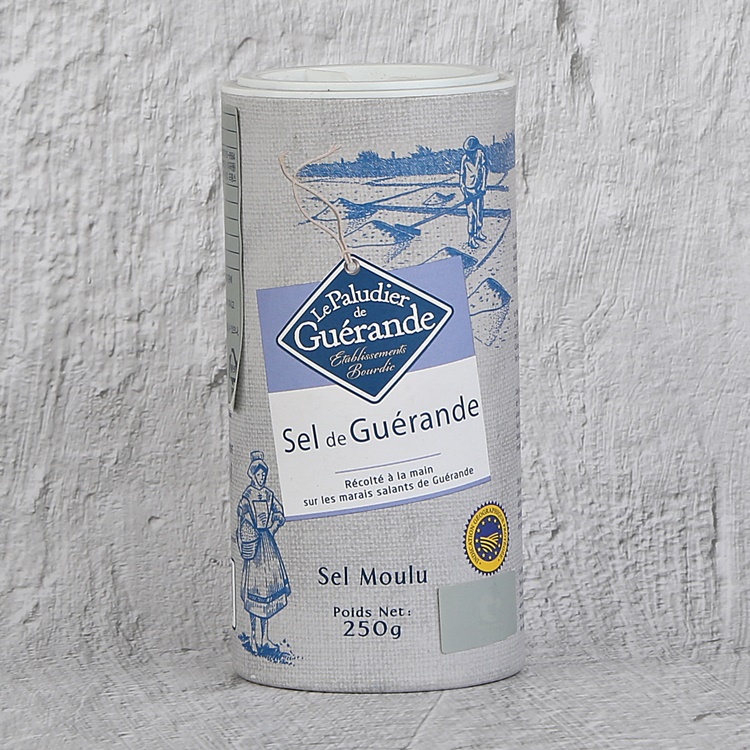 Le Paludier
de
Guérande
Etablissements
Bourdic
Sel de Guérande
Récolté à la main
sur les marais salants de Guérande
Sel Moulu
Poids Net:
250g